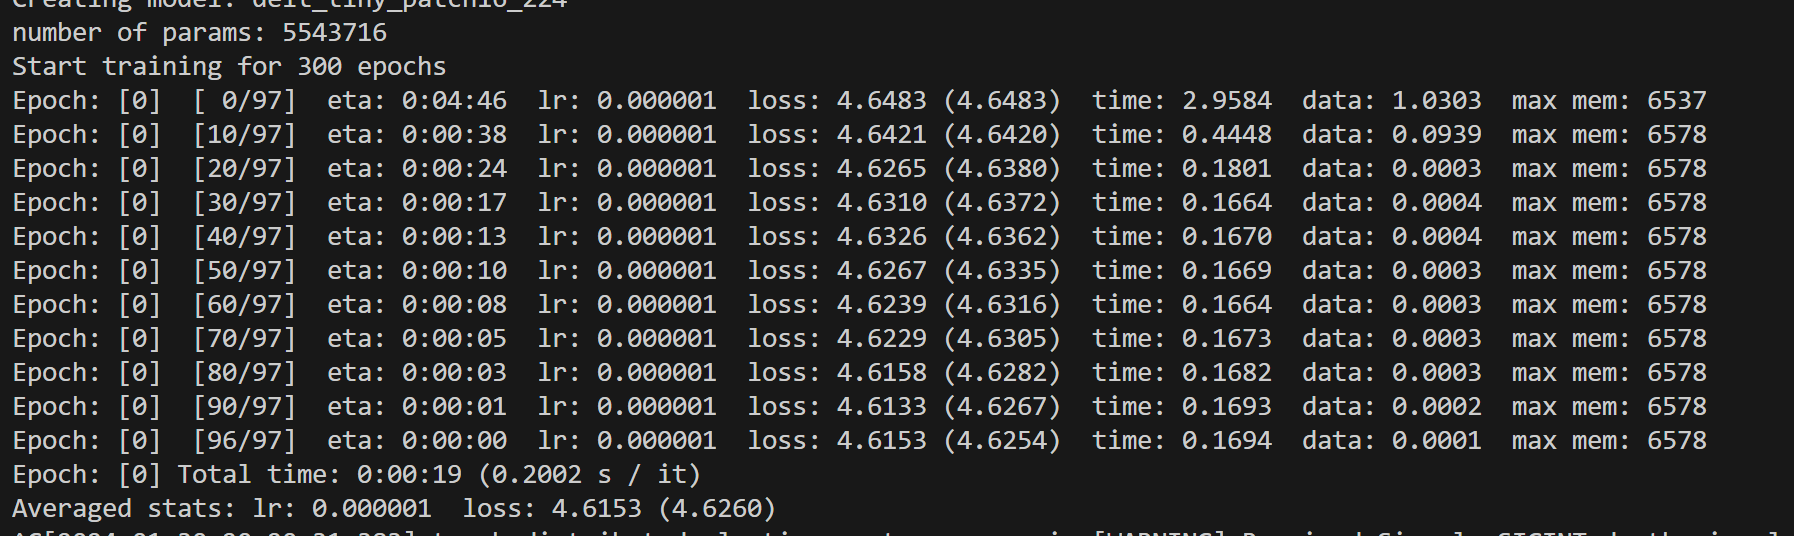 Creating model: deit_tiny_patch16_224
number of params: 5543716
Start training for 300 epochs
Epoch: [0]  [ 0/97]  eta: 0:04:46  lr: 0.000001  loss: 4.6483 (4.6483)  time: 2.9584  data: 1.0303  max mem: 6537
Epoch: [0]  [10/97]  eta: 0:00:38  lr: 0.000001  loss: 4.6421 (4.6420)  time: 0.4448  data: 0.0939  max mem: 6578
Epoch: [0]  [20/97]  eta: 0:00:24  lr: 0.000001  loss: 4.6265 (4.6380)  time: 0.1801  data: 0.0003  max mem: 6578
Epoch: [0]  [30/97]  eta: 0:00:17  lr: 0.000001  loss: 4.6310 (4.6372)  time: 0.1664  data: 0.0004  max mem: 6578
Epoch: [0]  [40/97]  eta: 0:00:13  lr: 0.000001  loss: 4.6326 (4.6362)  time: 0.1670  data: 0.0004  max mem: 6578
Epoch: [0]  [50/97]  eta: 0:00:10  lr: 0.000001  loss: 4.6267 (4.6335)  time: 0.1669  data: 0.0003  max mem: 6578
Epoch: [0]  [60/97]  eta: 0:00:08  lr: 0.000001  loss: 4.6239 (4.6316)  time: 0.1664  data: 0.0003  max mem: 6578
Epoch: [0]  [70/97]  eta: 0:00:05  lr: 0.000001  loss: 4.6229 (4.6305)  time: 0.1673  data: 0.0003  max mem: 6578
Epoch: [0]  [80/97]  eta: 0:00:03  lr: 0.000001  loss: 4.6158 (4.6282)  time: 0.1682  data: 0.0003  max mem: 6578
Epoch: [0]  [90/97]  eta: 0:00:01  lr: 0.000001  loss: 4.6133 (4.6267)  time: 0.1693  data: 0.0002  max mem: 6578
Epoch: [0]  [96/97]  eta: 0:00:00  lr: 0.000001  loss: 4.6153 (4.6254)  time: 0.1694  data: 0.0001  max mem: 6578
Epoch: [0] Total time: 0:00:19 (0.2002 s / it)
Averaged stats: lr: 0.000001  loss: 4.6153 (4.6260)